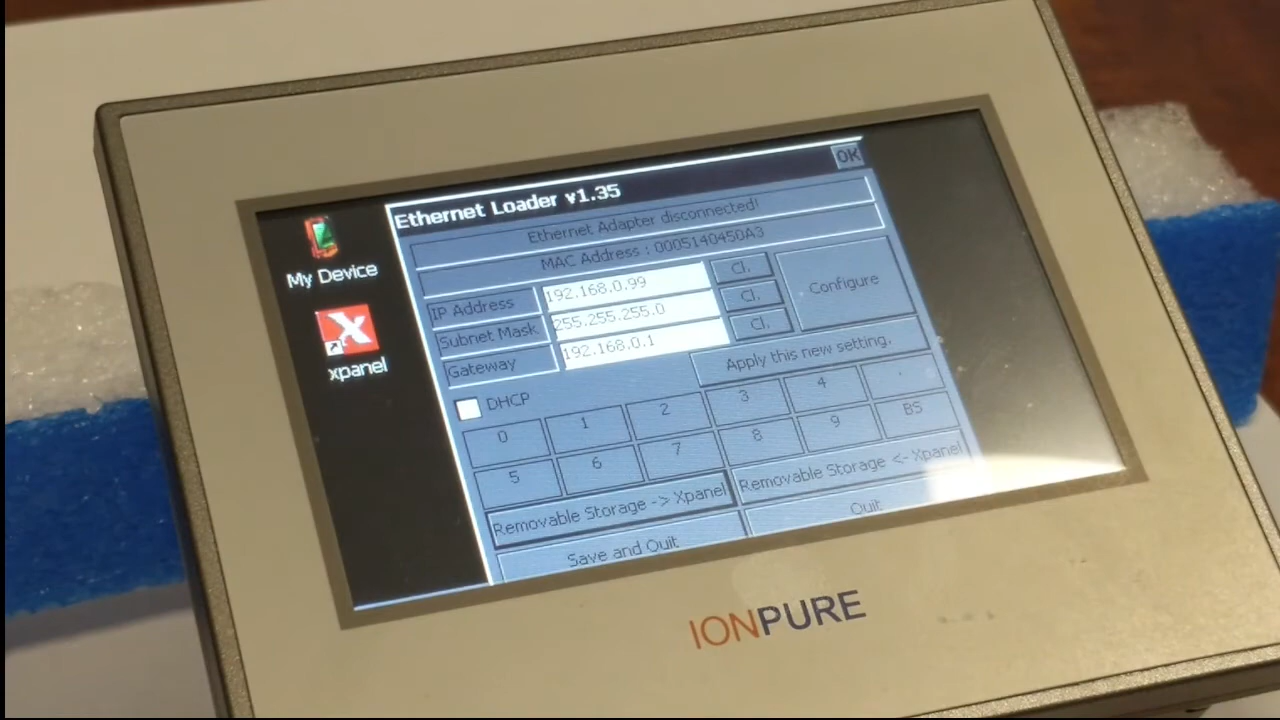 Ethernet Loader v1.35
OK
Ethernet Adapter disconnected!
MAC Address : 0005140450A3
My Device
xpanel
IP Address 192.168.0.99 Cl.
Subnet Mask 255.255.255.0 Cl.
Gateway 192.168.0.1 Cl.
Configure
Apply this new setting.
DHCP
0 1 2 3 4 .
5 6 7 8 9 BS
Removable Storage -> Xpanel Removable Storage <- Xpanel
Save and Quit Quit
IONPURE